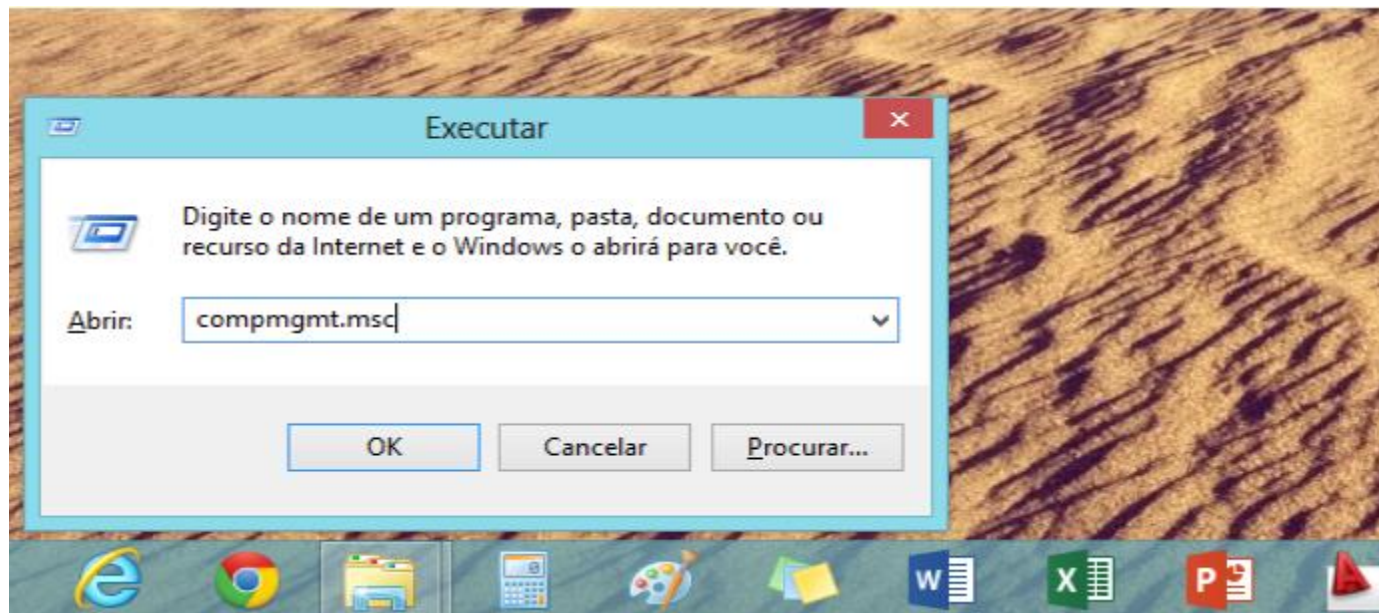 Executar
Digite o nome de um programa, pasta, documento ou
recurso da Internet e o Windows o abrirá para você.
Abrir:
compmgmt.msc
OK
Cancelar
Procurar...